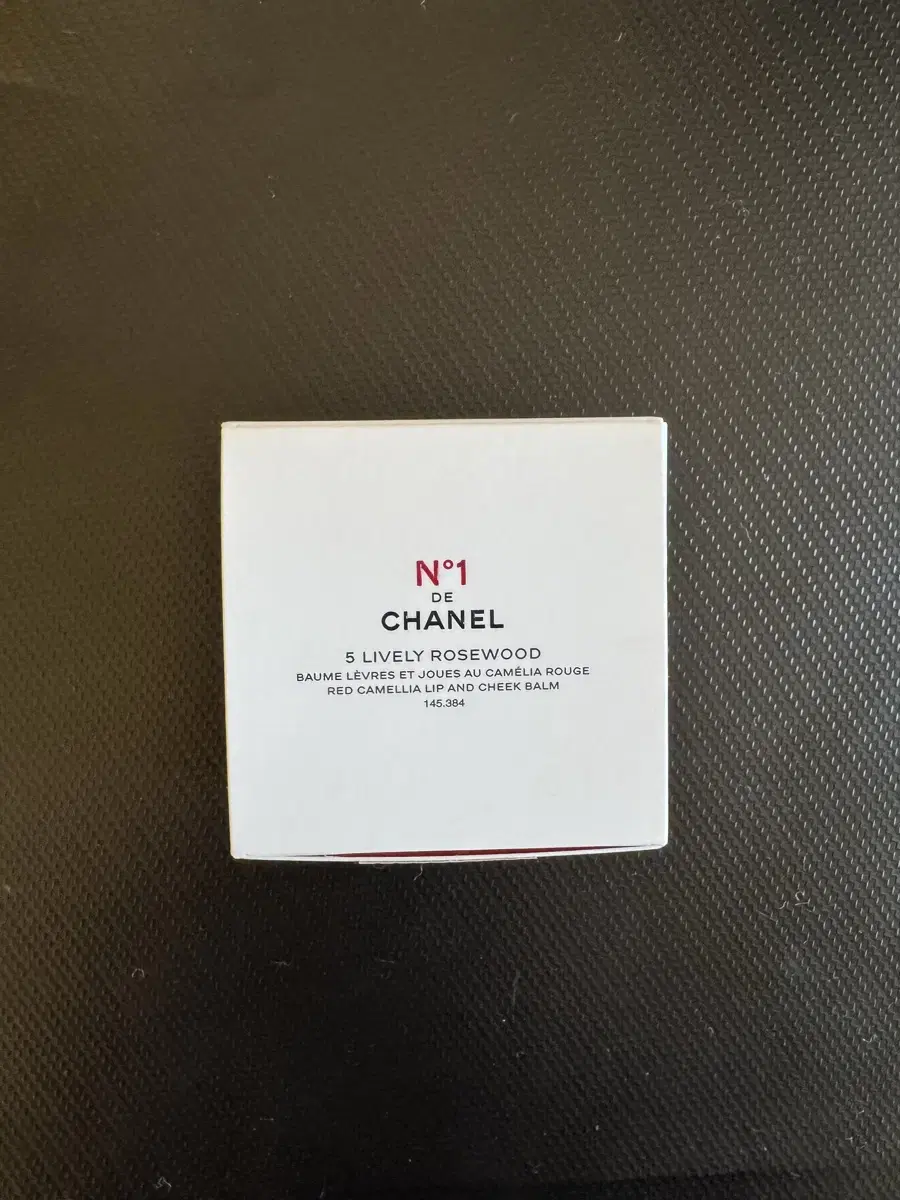 N°1
DE
CHANEL
5 LIVELY ROSEWOOD
BAUME LÈVRES ET JOUES AU CAMÉLIA ROUGE
RED CAMELLIA LIP AND CHEEK BALM
145.384